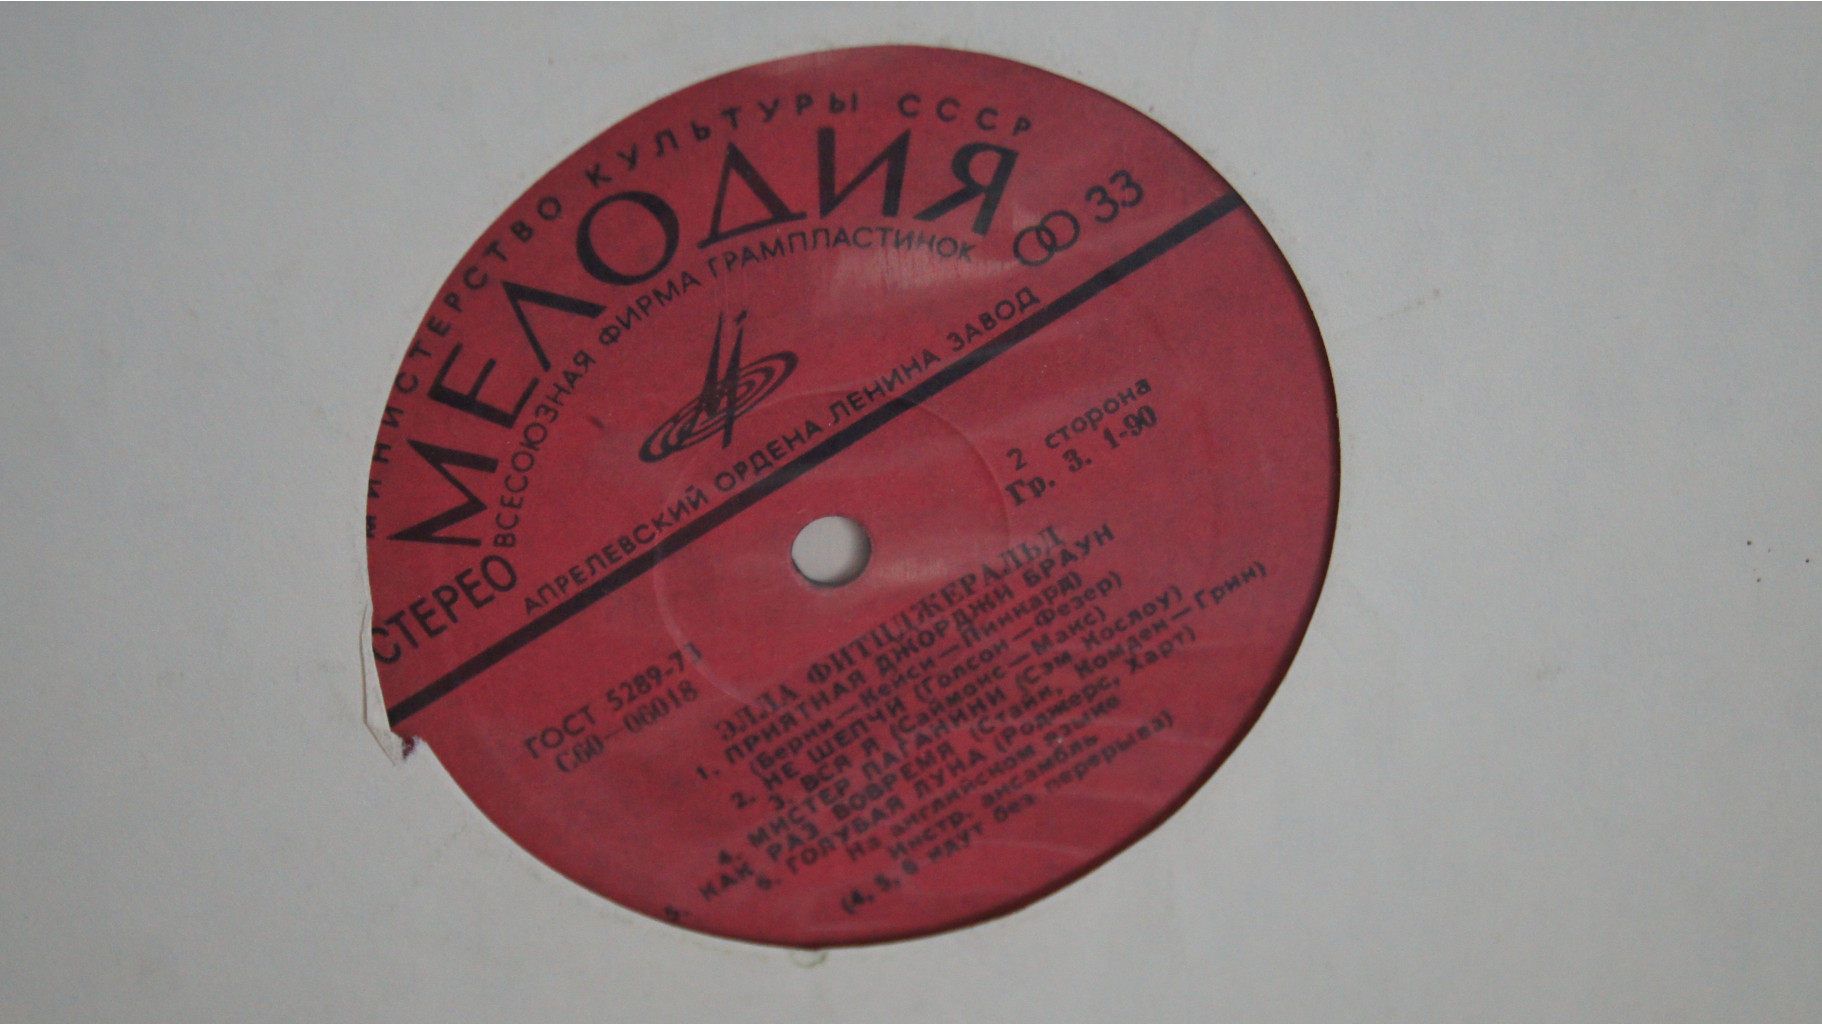 МИНИСТЕРСТВО КУЛЬТУРЫ СССР
МЕЛОДИЯ
ВСЕСОЮЗНАЯ ФИРМА ГРАМПЛАСТИНОК
СТЕРЕО
33
АПРЕЛЕВСКИЙ ОРДЕНА ЛЕНИНА ЗАВОД
2 сторона
Гр. 3. 1-90
ГОСТ 5289-73
С60—06018
ЭЛЛА ФИТЦДЖЕРАЛЬД
1. ПРИЯТНАЯ ДЖОРДЖИ БРАУН
(Берни—Кейси—Пинкард)
2. НЕ ШЕПЧИ (Голсон—Фезер)
3. ВСЯ Я (Саймонс—Макс)
4. МИСТЕР ПАГАНИНИ (Сэм Кослоу)
5. КАК РАЗ ВОВРЕМЯ (Стайн, Комден—Грин)
6. ГОЛУБАЯ ЛУНА (Роджерс, Харт)
На английском языке
Инстр. ансамбль
(4, 5, 6 идут без перерыва)